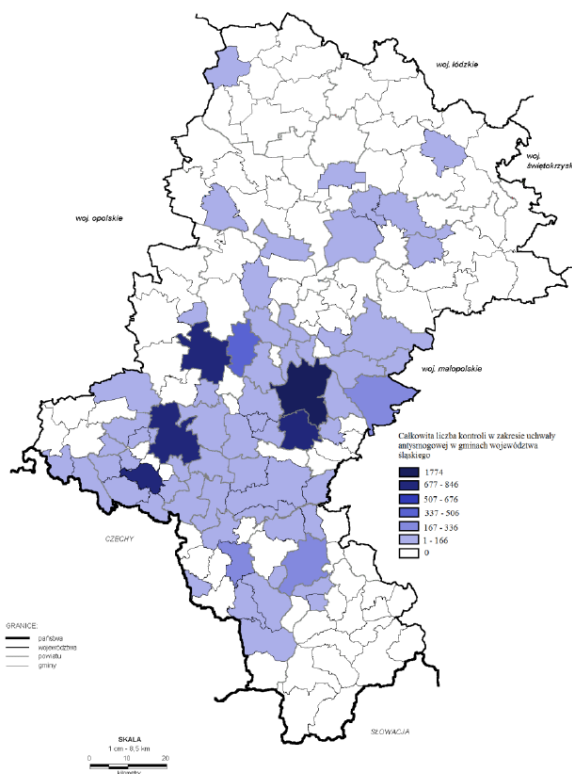 woj. łódzkie
woj.
świętokrzysk
woj. opolskie
woj. małopolskie
Całkowita liczba kontroli w zakresie uchwały
antysmogowej w gminach województwa
śląskiego
1774
677 - 846
507 - 676
337 - 506
167 - 336
1 - 166
0
CZECHY
GRANICE:
państwa
województwa
powiatu
gminy
SKALA
1 cm - 8,5 km
0 10 20
kilometry
SŁOWACJA